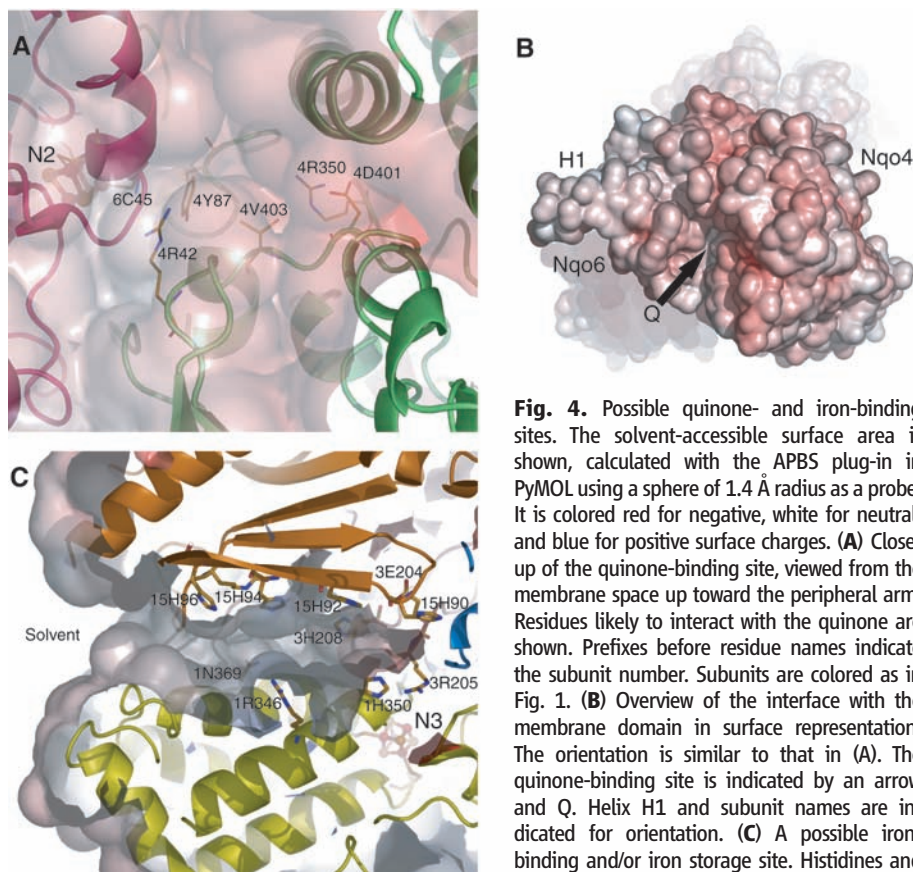 A
N2
6C45
4Y87
4R350
4D401
4V403
4R42
B
H1
Nqo4
Nqo6
Q
C
3E204
15H96
15H94
15H92
15H90
Solvent
3H208
1N369
3R205
1R346
1H350
N3
Fig. 4. Possible quinone- and iron-binding
sites. The solvent-accessible surface area i
shown, calculated with the APBS plug-in i
PyMOL using a sphere of 1.4 Å radius as a probe
It is colored red for negative, white for neutral
and blue for positive surface charges. (A) Close
up of the quinone-binding site, viewed from the
membrane space up toward the peripheral arm
Residues likely to interact with the quinone are
shown. Prefixes before residue names indicat
the subunit number. Subunits are colored as in
Fig. 1. (B) Overview of the interface with the
membrane domain in surface representation
The orientation is similar to that in (A). The
quinone-binding site is indicated by an arrow
and Q. Helix H1 and subunit names are in
dicated for orientation. (C) A possible iron
binding and/or iron storage site. Histidines and